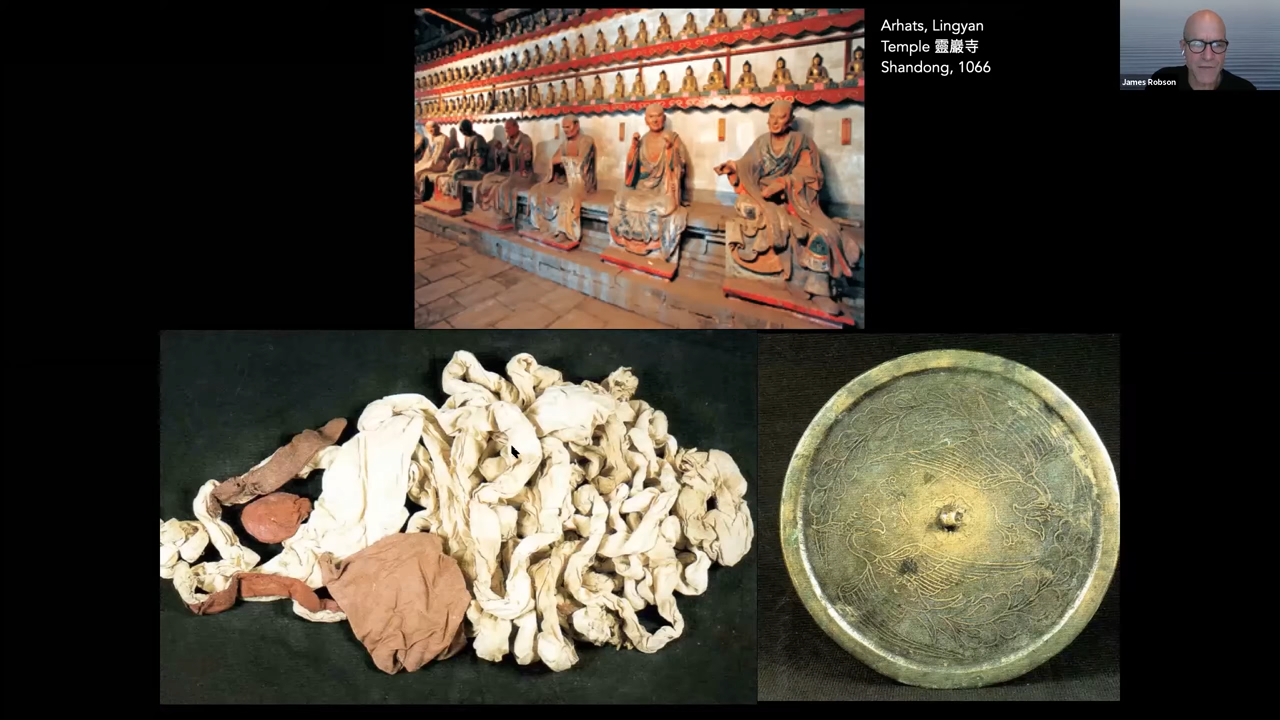 Arhats, Lingyan
Temple 靈巖寺
Shandong, 1066
James Robson